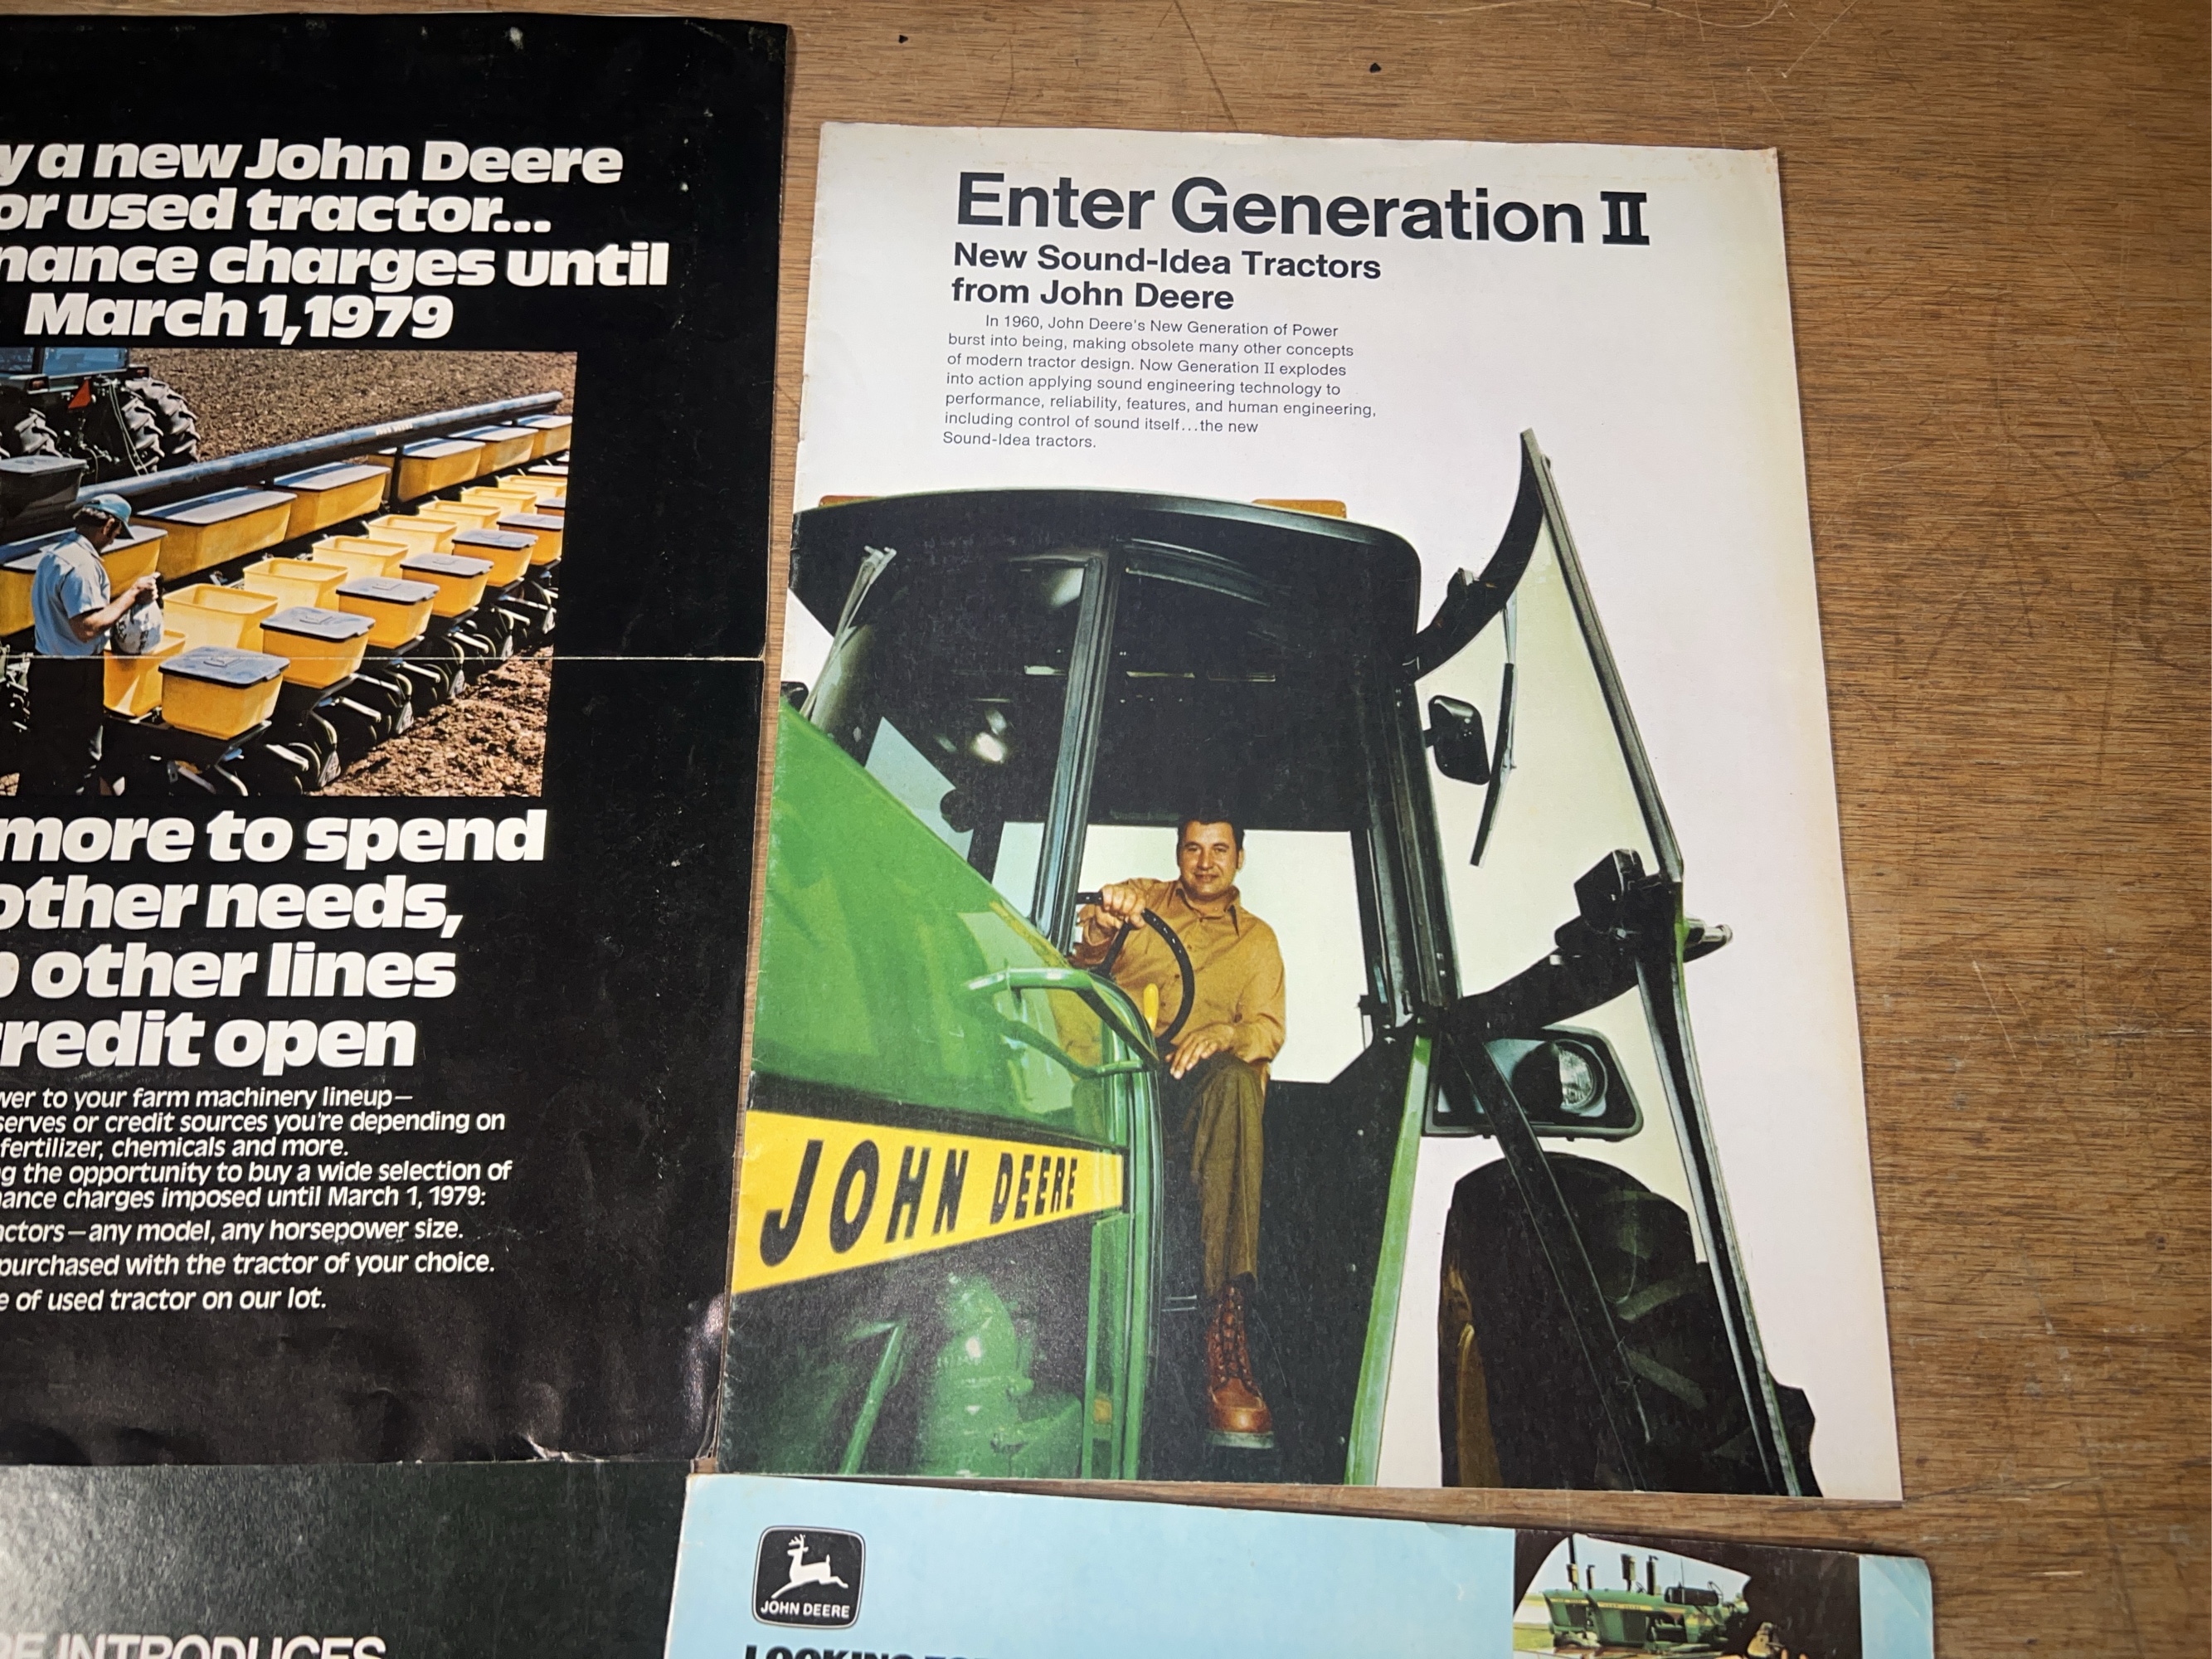 y a new John Deere
or used tractor...
nance charges until
March 1, 1979
more to spend
other needs,
other lines
redit open
wer to your farm machinery lineup—
serves or credit sources you're depending on
fertilizer, chemicals and more.
g the opportunity to buy a wide selection of
ance charges imposed until March 1, 1979:
actors—any model, any horsepower size.
purchased with the tractor of your choice.
e of used tractor on our lot.
Enter Generation II
New Sound-Idea Tractors
from John Deere
In 1960, John Deere's New Generation of Power
burst into being, making obsolete many other concepts
of modern tractor design. Now Generation II explodes
into action applying sound engineering technology to
performance, reliability, features, and human engineering,
including control of sound itself...the new
Sound-Idea tractors.
JOHN DEERE
RE INTRODUCES
JOHN DEERE
LOOKING FOR